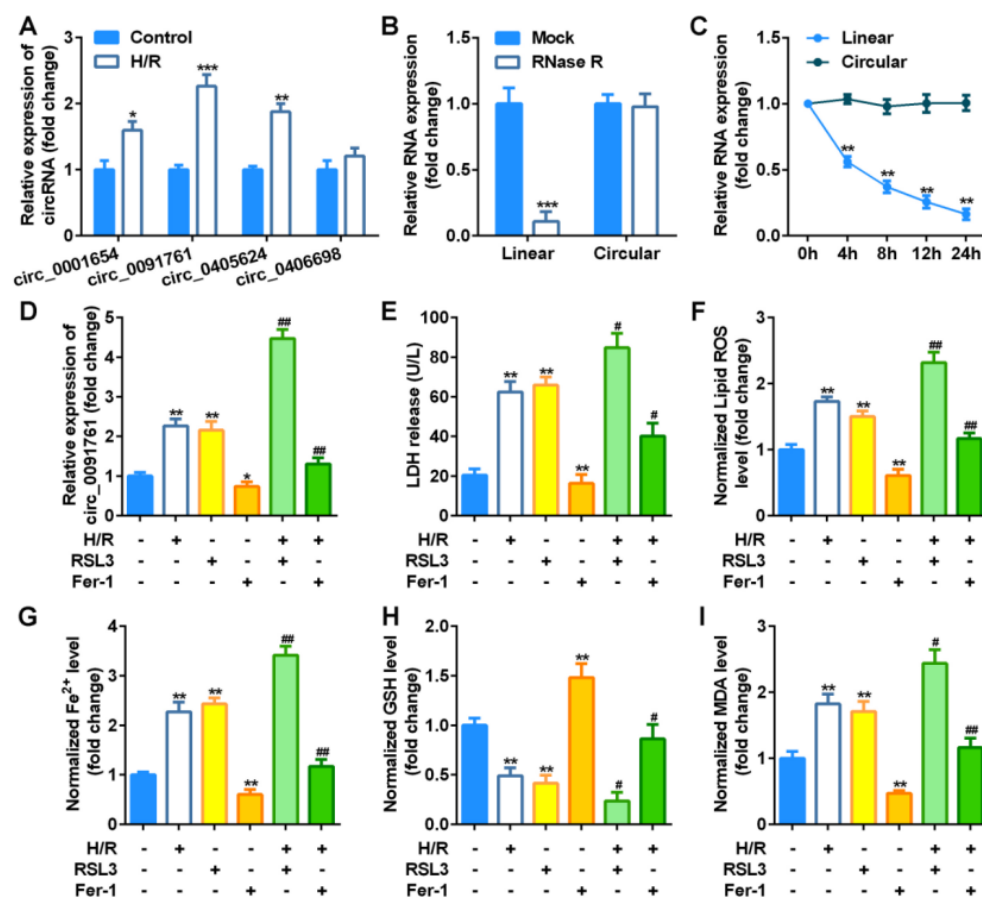 A
Relative expression of
circRNA (fold change)
3
2
1
0
Control
H/R
*
***
**
circ_0001654
circ_0091761
circ_0405624
circ_0406698
B
Relative RNA expression
(fold change)
1.5
1.0
0.5
0.0
Mock
RNase R
***
Linear
Circular
C
Relative RNA expression
(fold change)
1.5
1.0
0.5
0.0
Linear
Circular
**
**
**
**
0h 4h 8h 12h 24h
D
Relative expression of
circ_0091761 (fold change)
5
4
3
2
1
0
**
**
*
##
##
H/R - + - - + +
RSL3 - - + - + -
Fer-1 - - - + - +
E
LDH release (U/L)
100
80
60
40
20
0
**
**
**
#
#
H/R - + - - + +
RSL3 - - + - + -
Fer-1 - - - + - +
F
Normalized Lipid ROS
level (fold change)
3
2
1
0
**
**
**
##
##
H/R - + - - + +
RSL3 - - + - + -
Fer-1 - - - + - +
G
Normalized Fe²⁺ level
(fold change)
4
3
2
1
0
**
**
**
##
##
H/R - + - - + +
RSL3 - - + - + -
Fer-1 - - - + - +
H
Normalized GSH level
(fold change)
2.0
1.5
1.0
0.5
0.0
**
**
**
#
#
H/R - + - - + +
RSL3 - - + - + -
Fer-1 - - - + - +
I
Normalized MDA level
(fold change)
3
2
1
0
**
**
**
#
##
H/R - + - - + +
RSL3 - - + - + -
Fer-1 - - - + - +